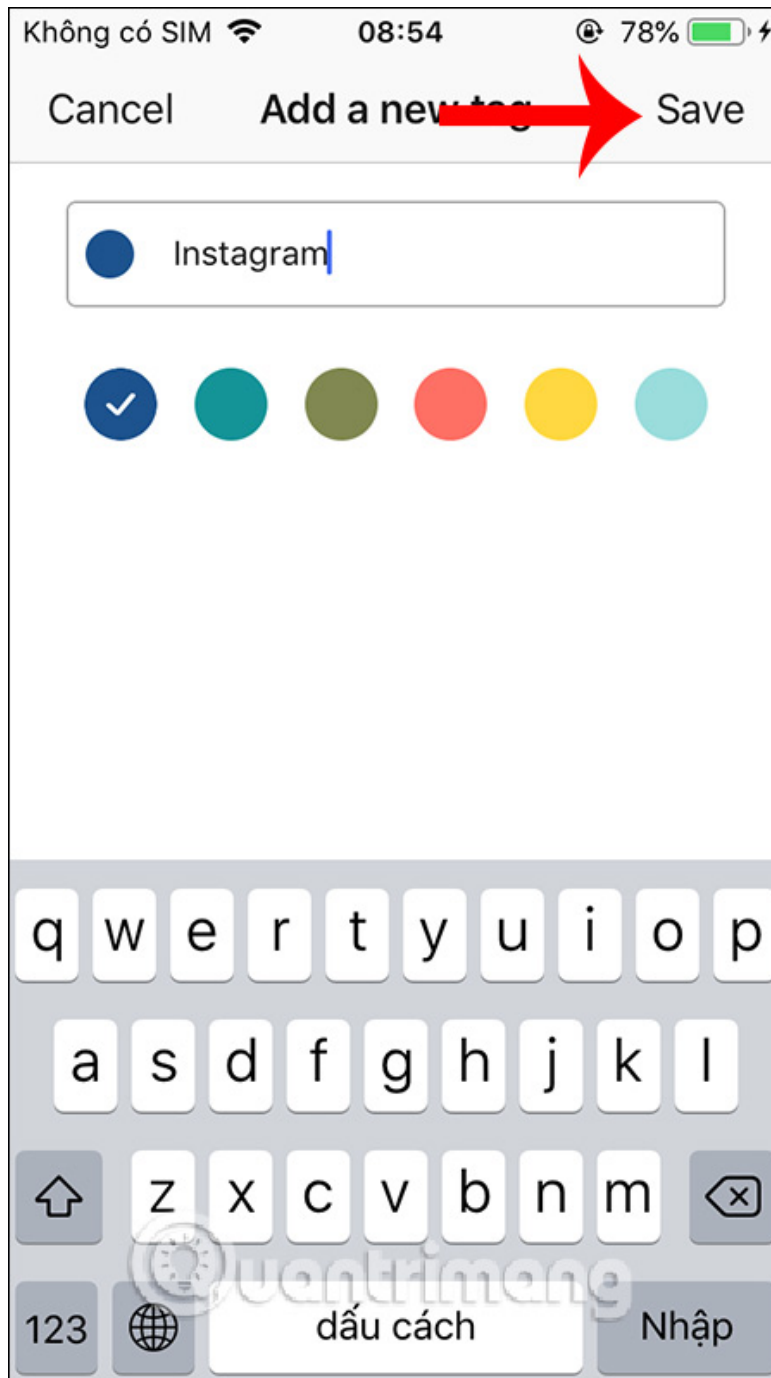 Không có SIM 08:54 78%
Cancel Add a new tag Save
Instagram
q w e r t y u i o p
a s d f g h j k l
z x c v b n m
Quantrimang
123 dấu cách Nhập